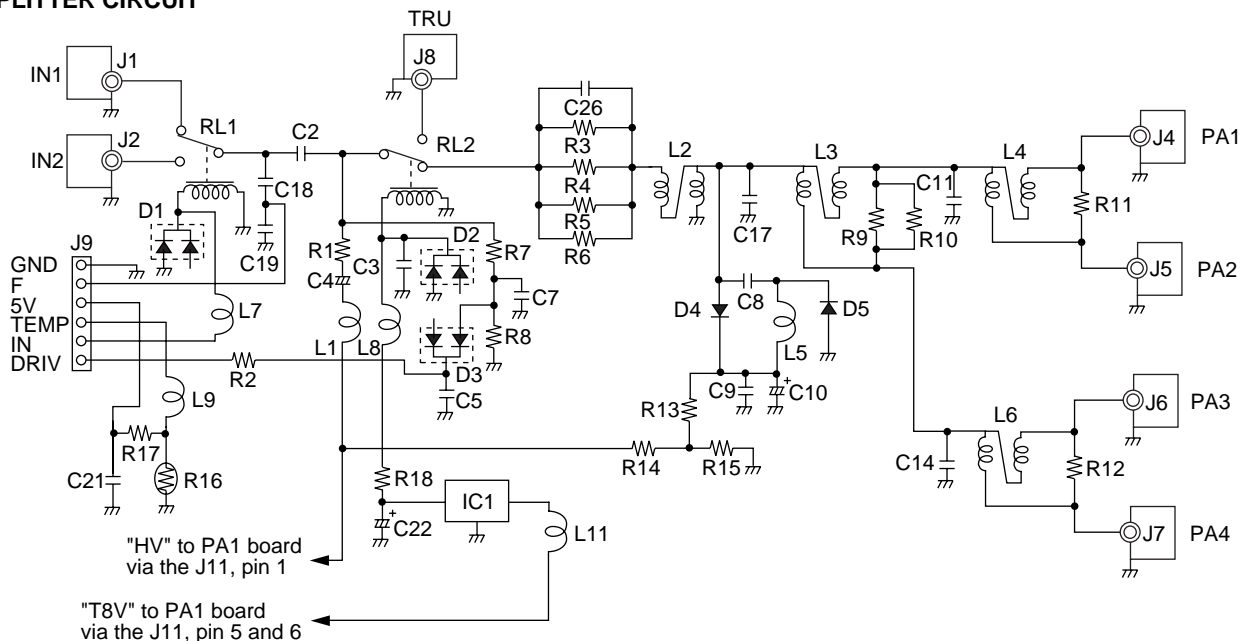 PLITTER CIRCUIT
TRU
J1
IN1
J8
J2
IN2
RL1
C2
RL2
C26
R3
R4
R5
R6
L2
L3
L4
J4
PA1
C18
C19
D1
C11
R11
C17
R9
R10
J5
PA2
J9
GND
F
5V
TEMP
IN
DRIV
R1
C4
C3
D2
R7
C7
L7
L1
L8
R8
D3
C5
D4
C8
D5
L5
R2
L9
R17
C21
R16
C9
+
C10
R13
R14
R15
J6
PA3
L6
C14
R12
J7
PA4
R18
+
C22
IC1
L11
"HV" to PA1 board
via the J11, pin 1
"T8V" to PA1 board
via the J11, pin 5 and 6